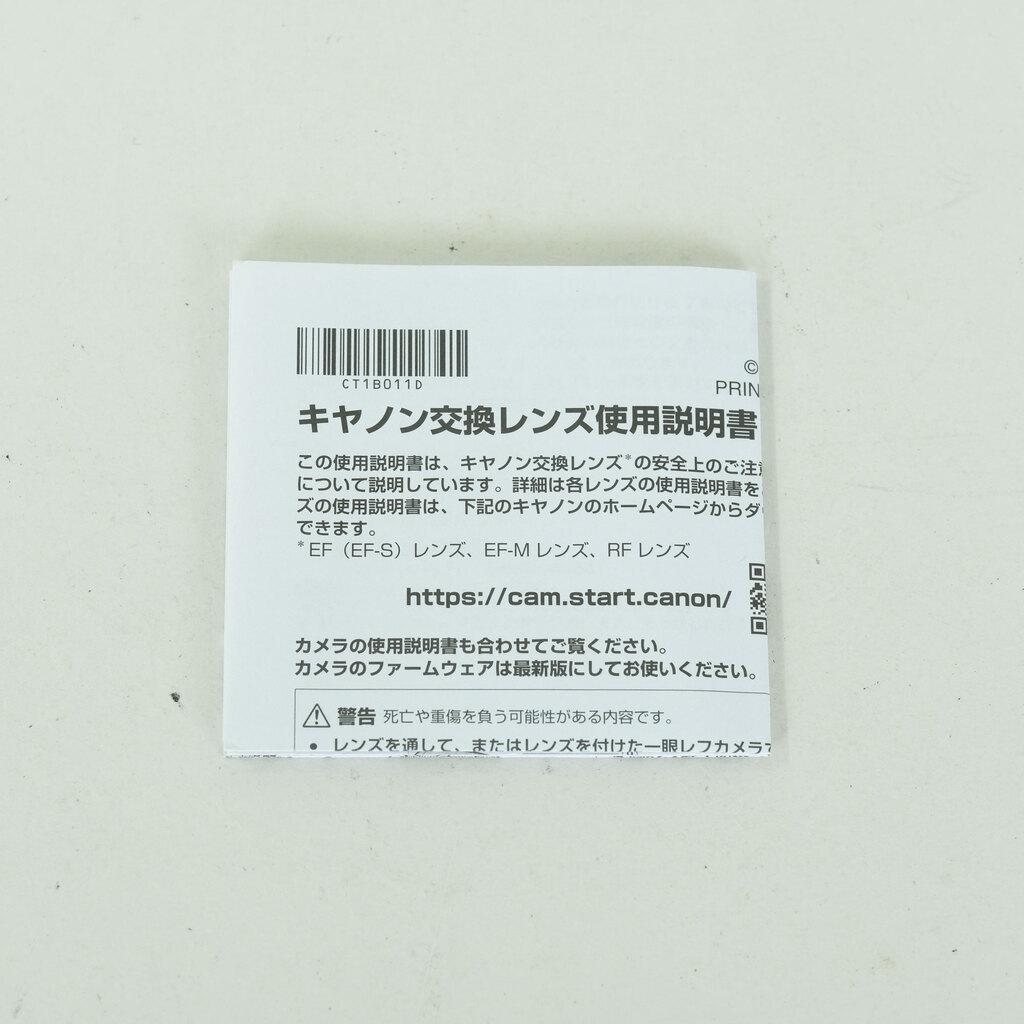 CT1B011D
©
PRIN
キヤノン交換レンズ使用説明書
この使用説明書は、キヤノン交換レンズ*の安全上のご注意
について説明しています。詳細は各レンズの使用説明書を
ズの使用説明書は、下記のキヤノンのホームページからダ
できます。
*EF（EF-S）レンズ、EF-M レンズ、RF レンズ
https://cam.start.canon/
カメラの使用説明書も合わせてご覧ください。
カメラのファームウェアは最新版にしてお使いください。
警告 死亡や重傷を負う可能性がある内容です。
• レンズを通して、またはレンズを付けた一眼レフカメラ